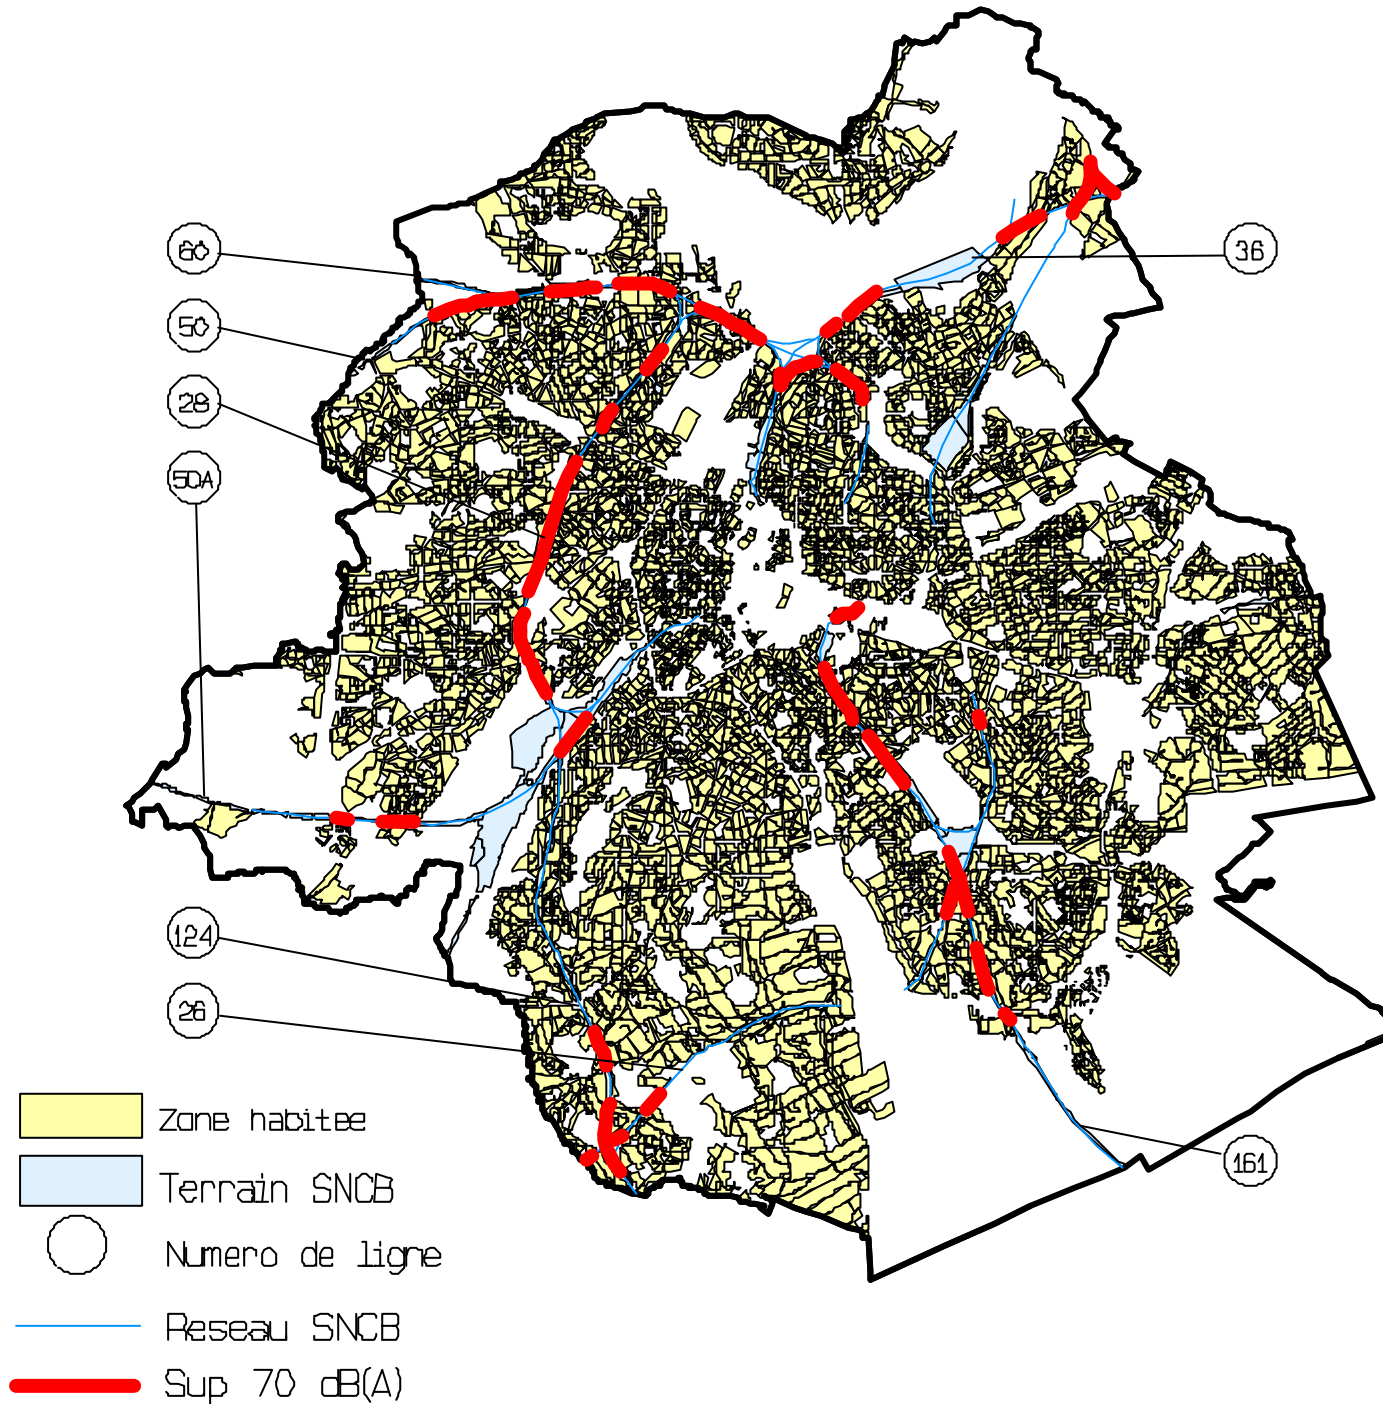 60
50
28
50A
36
124
26
161
Zone habitee
Terrain SNCB
Numero de ligne
Reseau SNCB
Sup 70 dB(A)